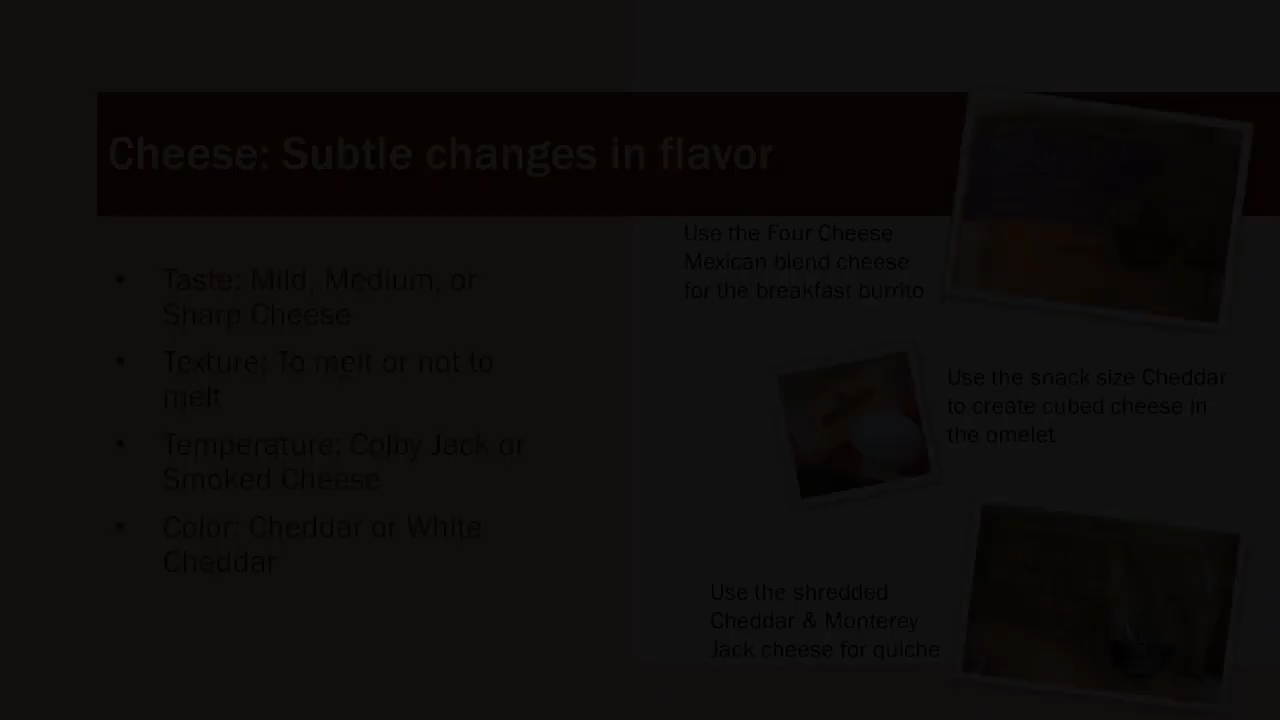 Cheese: Subtle changes in flavor
• Taste: Mild, Medium, or
Sharp Cheese
• Texture: To melt or not to
melt
• Temperature: Colby Jack or
Smoked Cheese
• Color: Cheddar or White
Cheddar
Use the Four Cheese
Mexican blend cheese
for the breakfast burrito
Use the snack size Cheddar
to create cubed cheese in
the omelet
Use the shredded
Cheddar & Monterey
Jack cheese for quiche